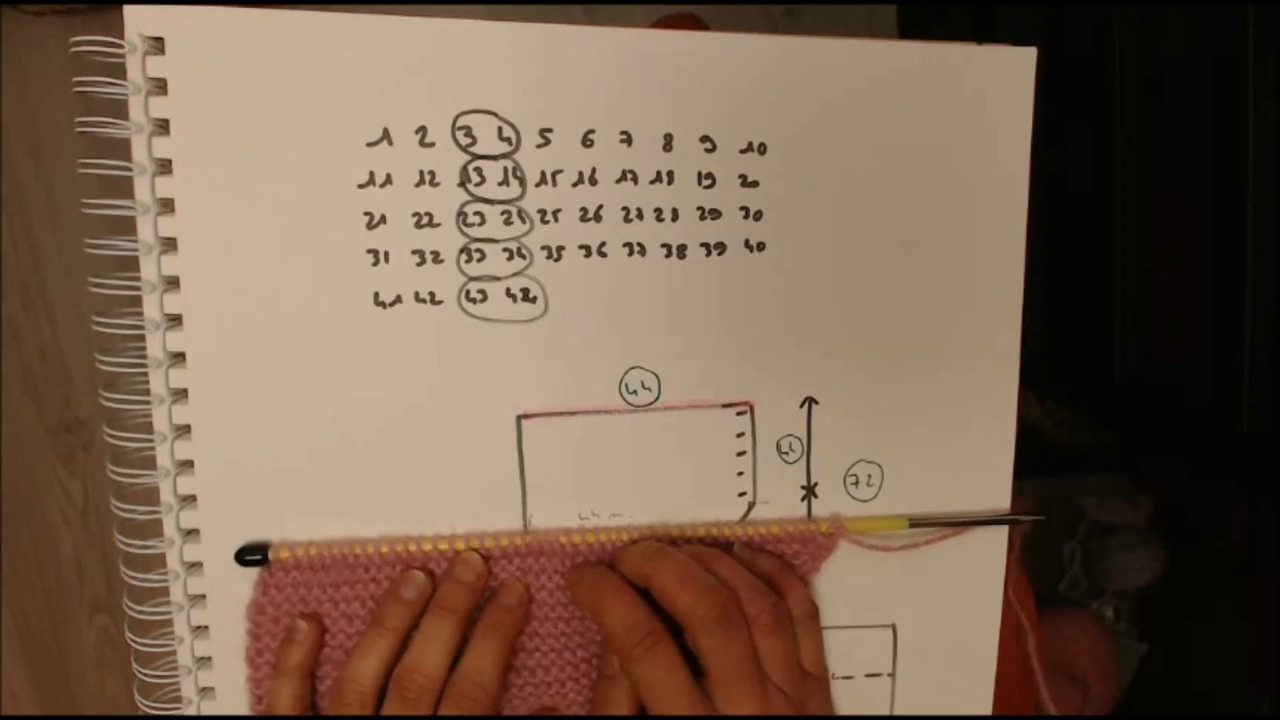 1 2 3 4 5 6 7 8 9 10
11 12 13 14 15 16 17 18 19 20
21 22 23 24 25 26 27 28 29 30
31 32 33 34 35 36 37 38 39 40
41 42 43 44
44
44
72
44 m